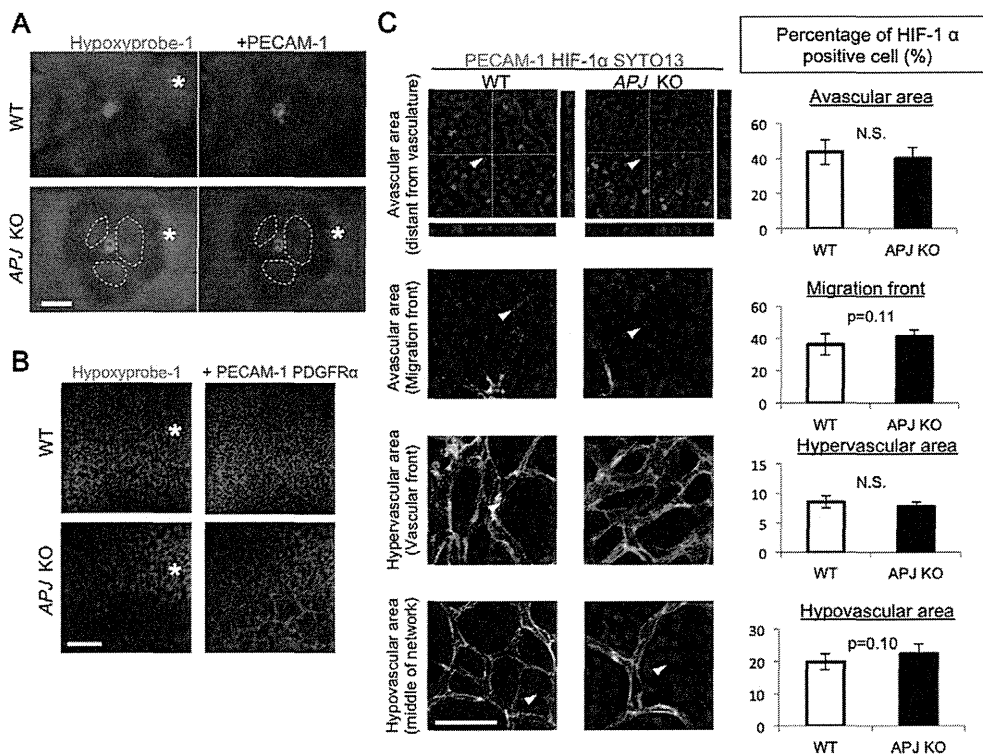 A
Hypoxyprobe-1
+PECAM-1
WT
*
APJ KO
*
*
B
Hypoxyprobe-1
+ PECAM-1 PDGFRα
WT
*
APJ KO
*
C
PECAM-1 HIF-1α SYTO13
WT
APJ KO
Percentage of HIF-1 α
positive cell (%)
Avascular area
(distant from vasculature)
Avascular area
N.S.
60
40
20
0
WT
APJ KO
Avascular area
(Migration front)
Migration front
p=0.11
60
40
20
0
WT
APJ KO
Hypervascular area
(Vascular front)
Hypervascular area
N.S.
15
10
5
0
WT
APJ KO
Hypovascular area
(middle of network)
Hypovascular area
p=0.10
30
20
10
0
WT
APJ KO